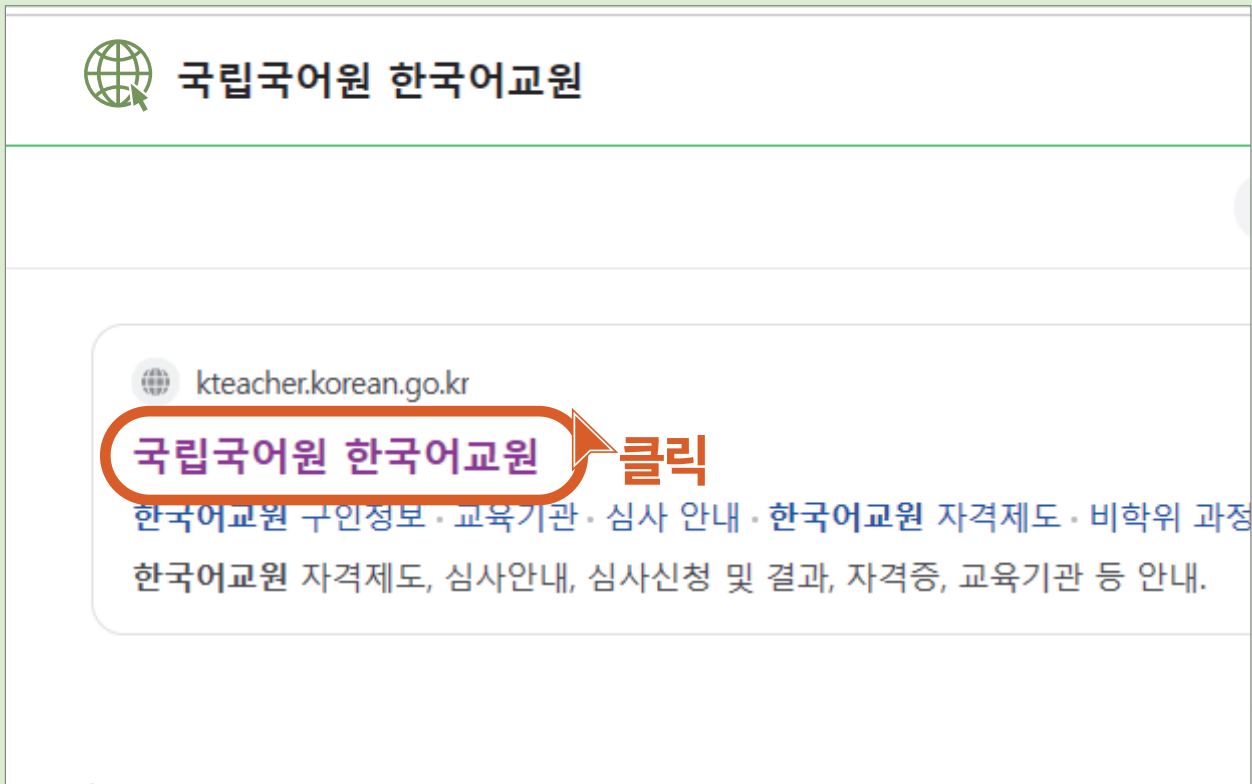 국립국어원 한국어교원
kteacher.korean.go.kr
국립국어원 한국어교원
클릭
한국어교원 구인정보 · 교육기관 · 심사 안내 · 한국어교원 자격제도 · 비학위 과정
한국어교원 자격제도, 심사안내, 심사신청 및 결과, 자격증, 교육기관 등 안내.